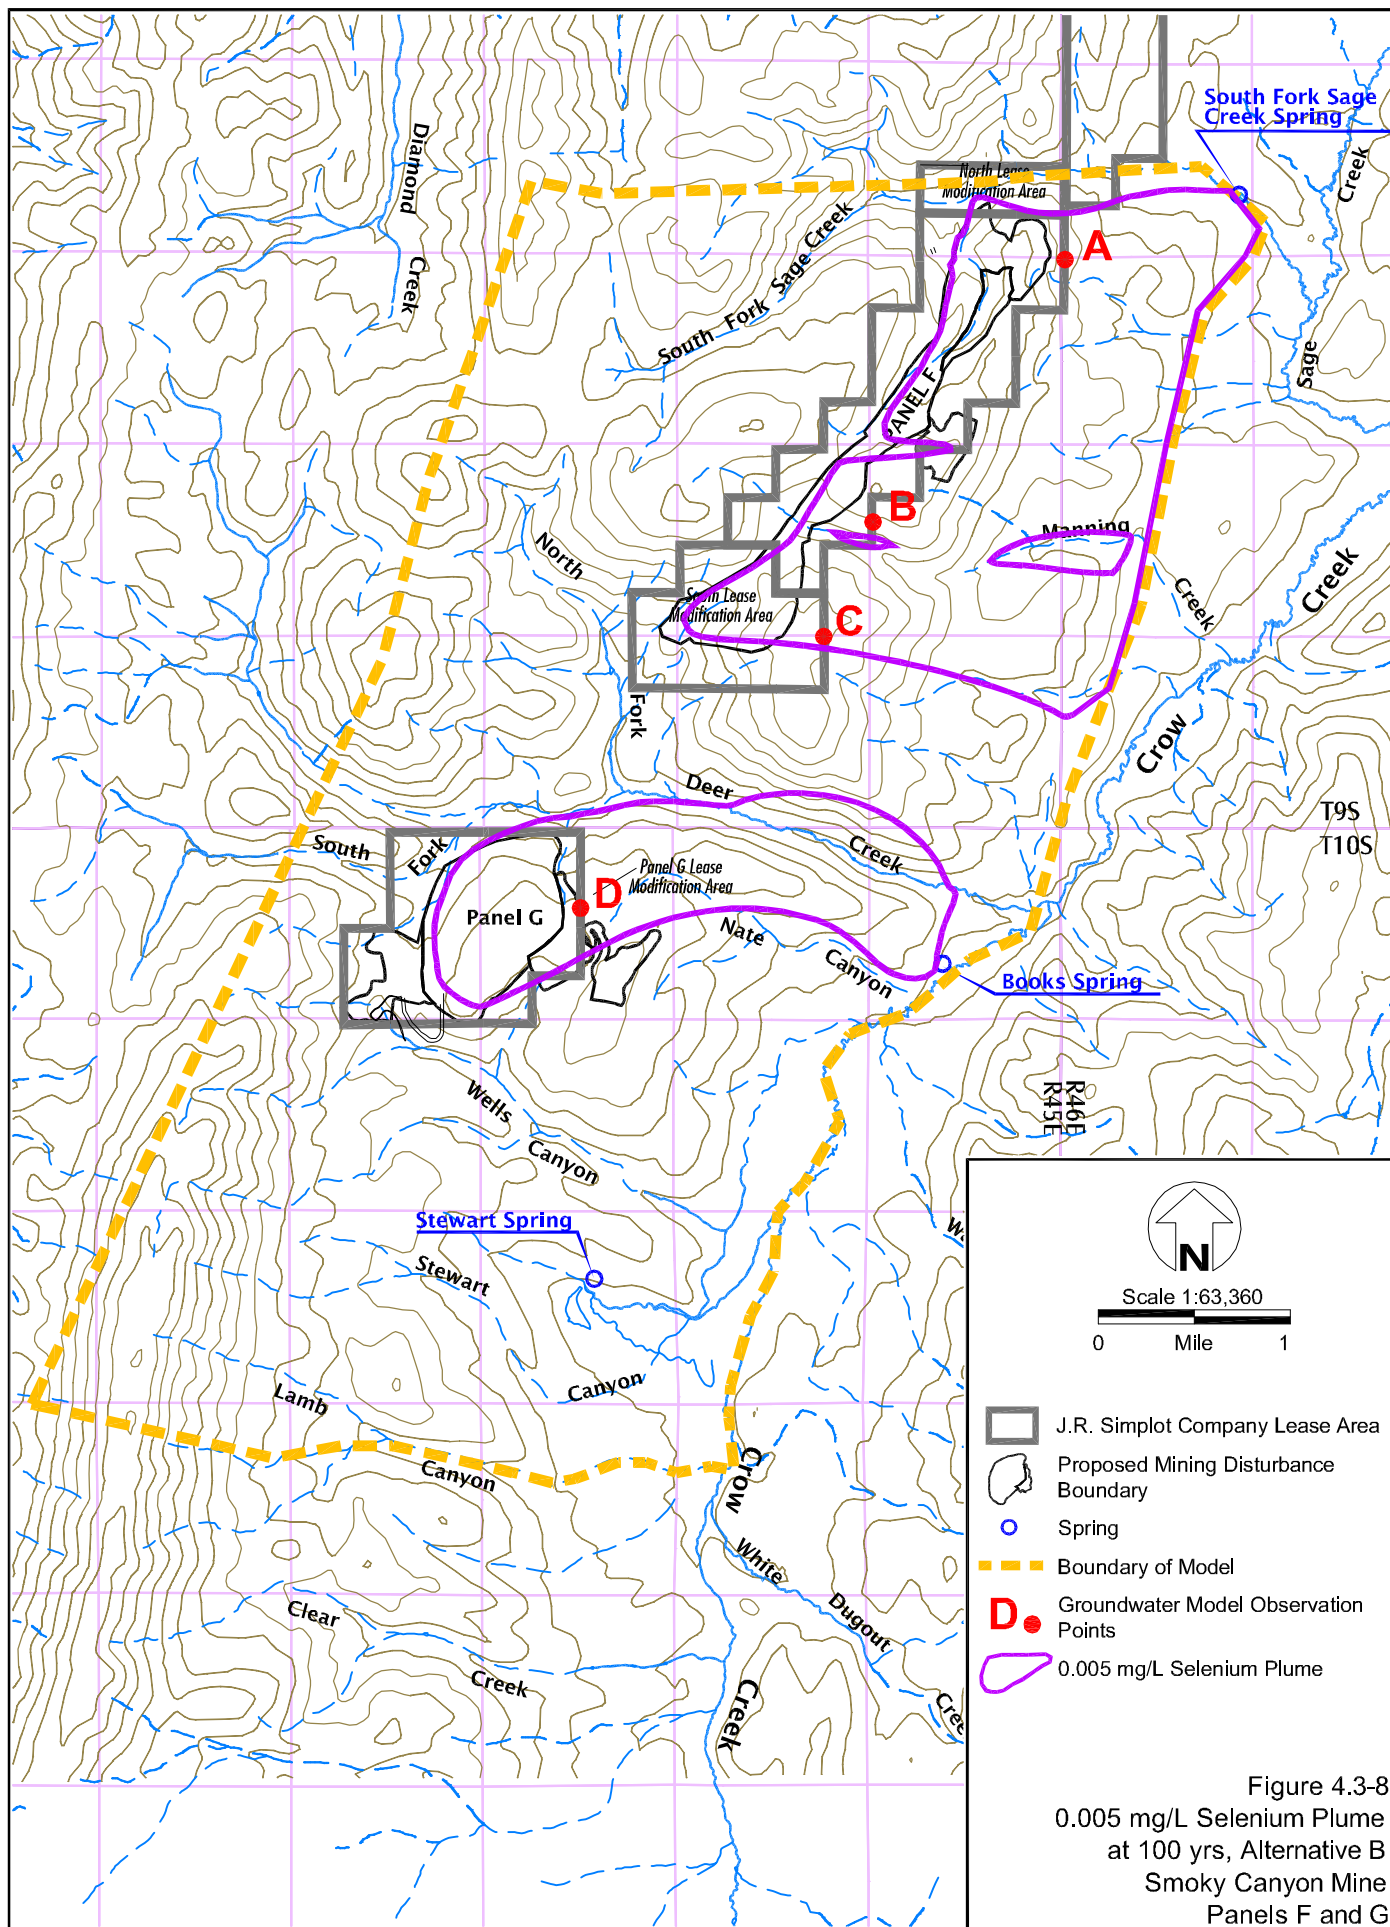 South Fork Sage
Creek Spring
Diamond
Creek
North Lease
Modification Area
South Fork Sage Creek
Creek
Sage
A
PANEL F
B
Manning
Creek
North
Fork
South Lease
Modification Area
C
Crow
Creek
Deer
Creek
T9S
T10S
South
Fork
Panel G Lease
Modification Area
D
Panel G
Nate
Canyon
Books Spring
R46E
R45E
Wells
Canyon
Stewart Spring
Stewart
Canyon
Lamb
Canyon
Crow
White
Dugout
Clear
Creek
Creek
N
Scale 1:63,360
0 Mile 1
J.R. Simplot Company Lease Area
Proposed Mining Disturbance
Boundary
Spring
Boundary of Model
D Groundwater Model Observation
Points
0.005 mg/L Selenium Plume
Figure 4.3-8
0.005 mg/L Selenium Plume
at 100 yrs, Alternative B
Smoky Canyon Mine
Panels F and G